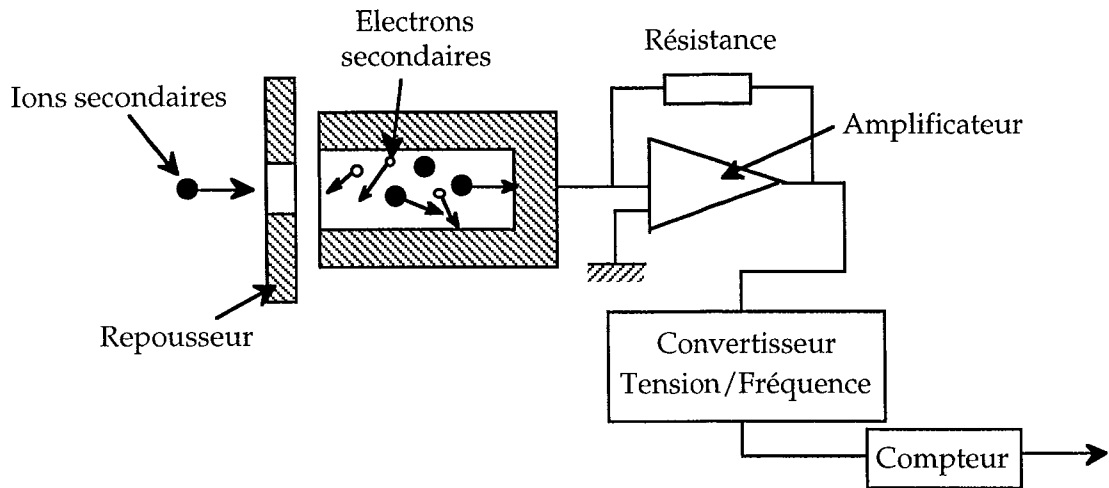 Electrons
secondaires
Résistance
Ions secondaires
Amplificateur
Repousseur
Convertisseur
Tension/Fréquence
Compteur